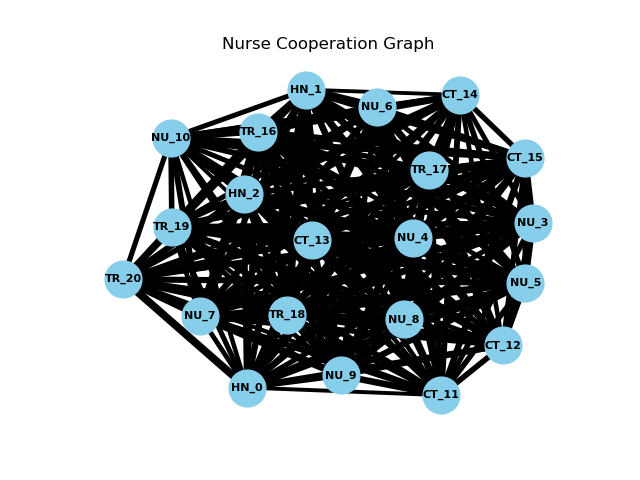 Nurse Cooperation Graph
HN_1
CT_14
NU_6
TR_16
NU_10
CT_15
TR_17
HN_2
NU_3
TR_19
CT_13
NU_4
TR_20
NU_5
NU_7
TR_18
NU_8
CT_12
NU_9
HN_0
CT_11